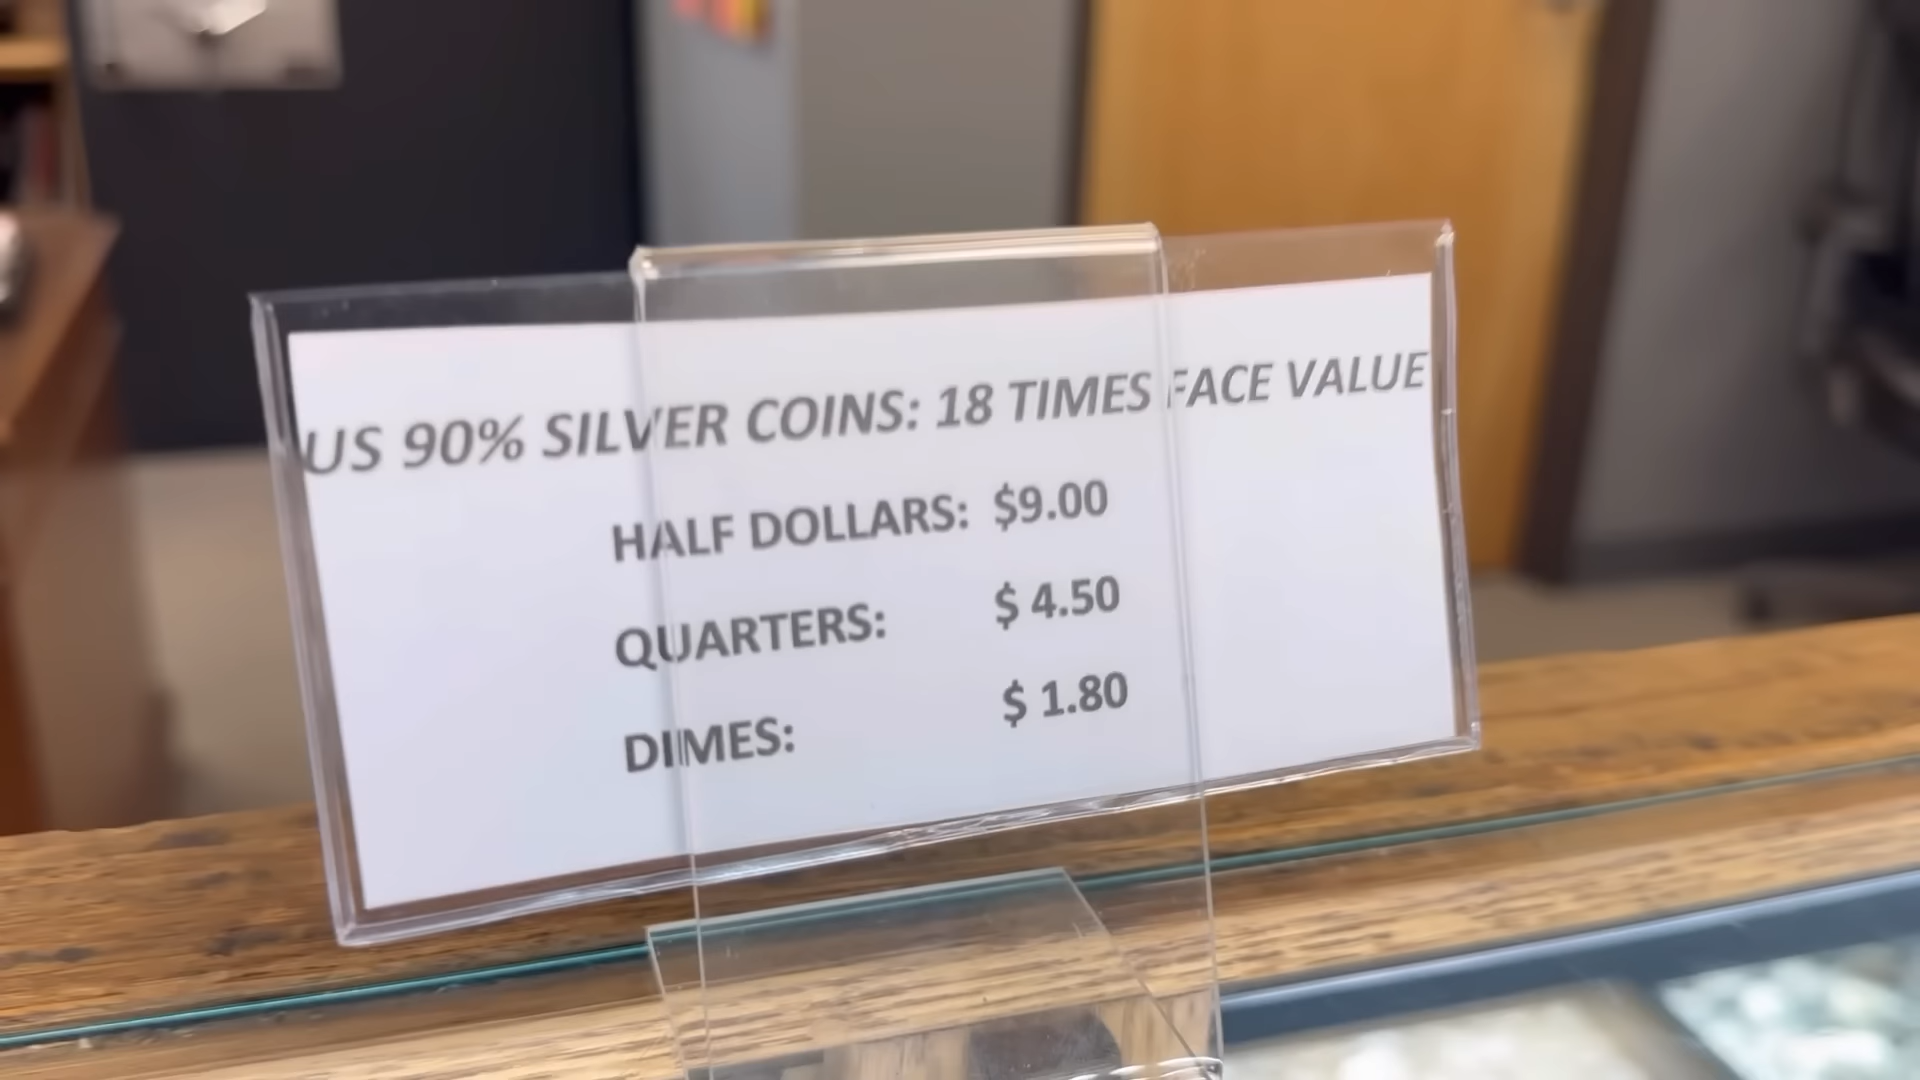 US 90% SILVER COINS: 18 TIMES FACE VALUE
HALF DOLLARS: $9.00
QUARTERS: $ 4.50
DIMES: $ 1.80